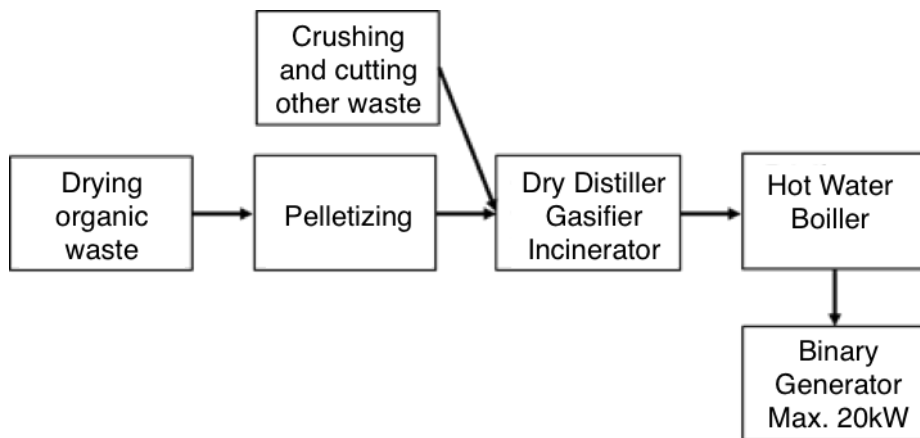 Crushing
and cutting
other waste
Drying
organic
waste
Pelletizing
Dry Distiller
Gasifier
Incinerator
Hot Water
Boiller
Binary
Generator
Max. 20kW